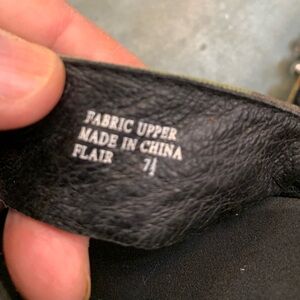 FABRIC UPPER
MADE IN CHINA
FLAIR 7½